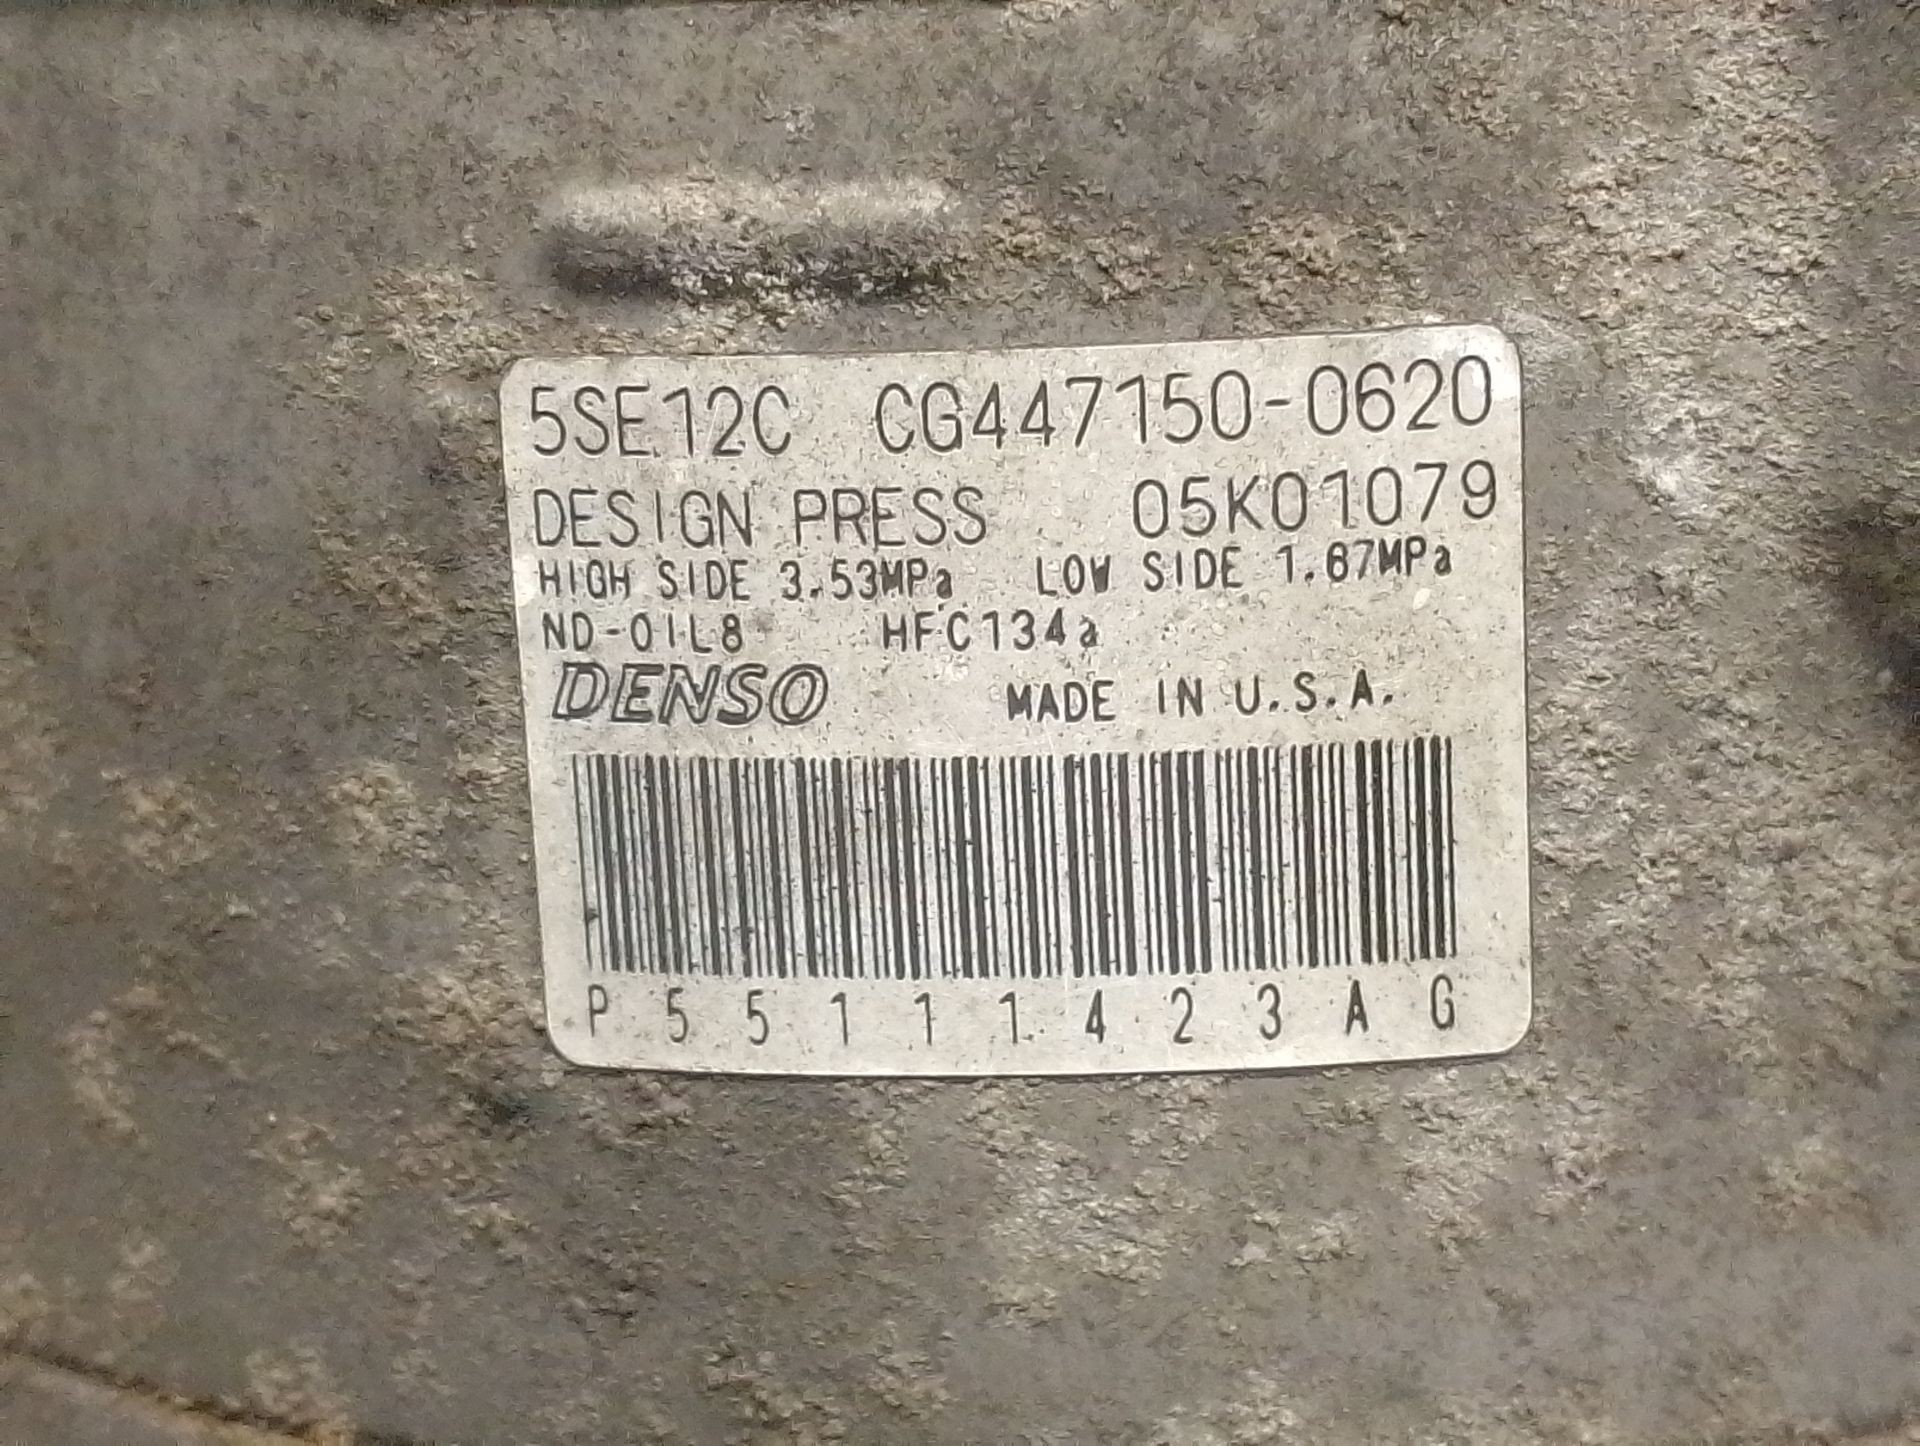 5SE12C CG447150-0620
DESIGN PRESS 05K01079
HIGH SIDE 3.53MPa LOW SIDE 1.67MPa
ND-OIL8 HFC134a
DENSO MADE IN U.S.A.
P55111423AG